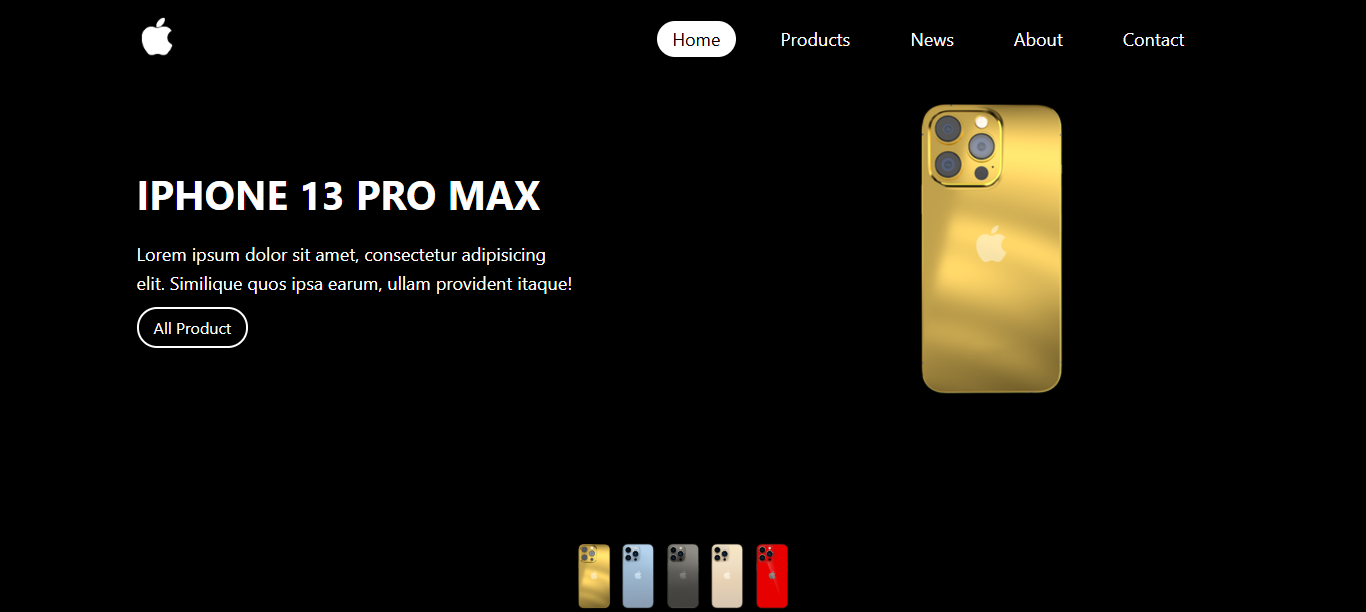 Home Products News About Contact
IPHONE 13 PRO MAX
Lorem ipsum dolor sit amet, consectetur adipisicing
elit. Similique quos ipsa earum, ullam provident itaque!
All Product